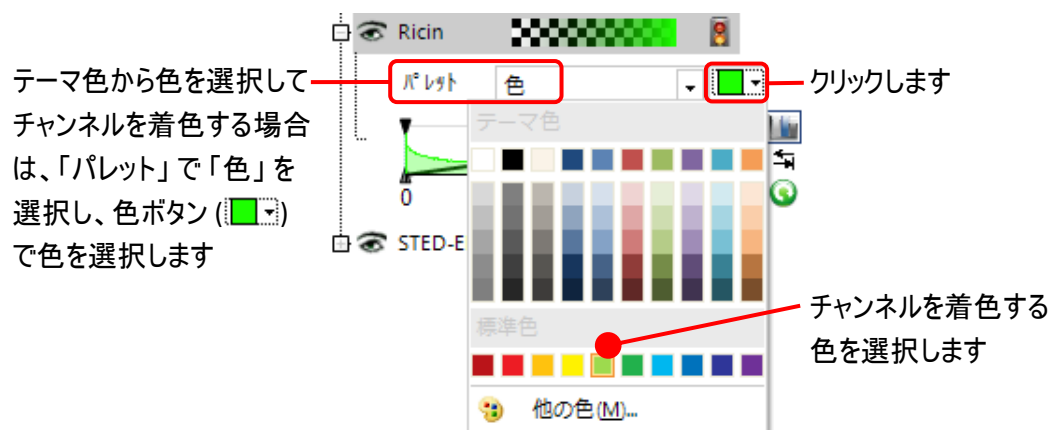 Ricin
テーマ色から色を選択して
チャンネルを着色する場合
は、「パレット」で「色」を
選択し、色ボタン ( )
で色を選択します
パレット 色
クリックします
テーマ色
0
STED-E
標準色
チャンネルを着色する
色を選択します
他の色(M)...